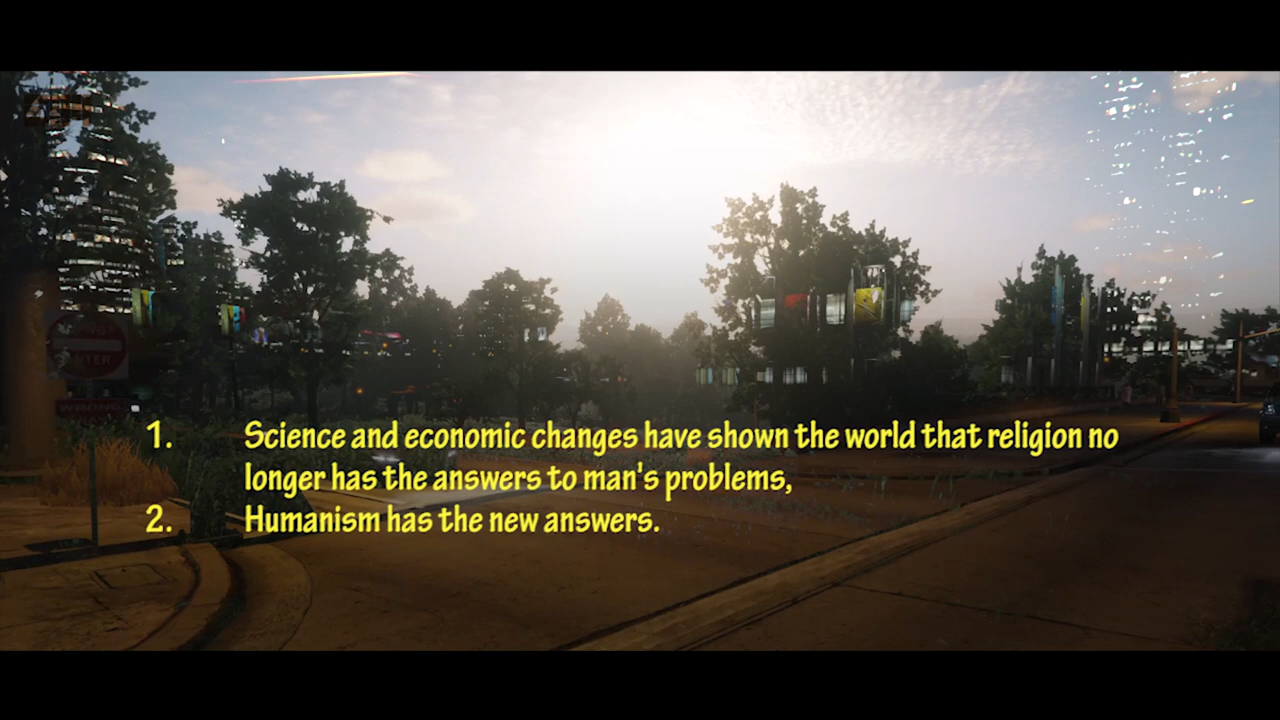 1. Science and economic changes have shown the world that religion no
longer has the answers to man's problems,
2. Humanism has the new answers.